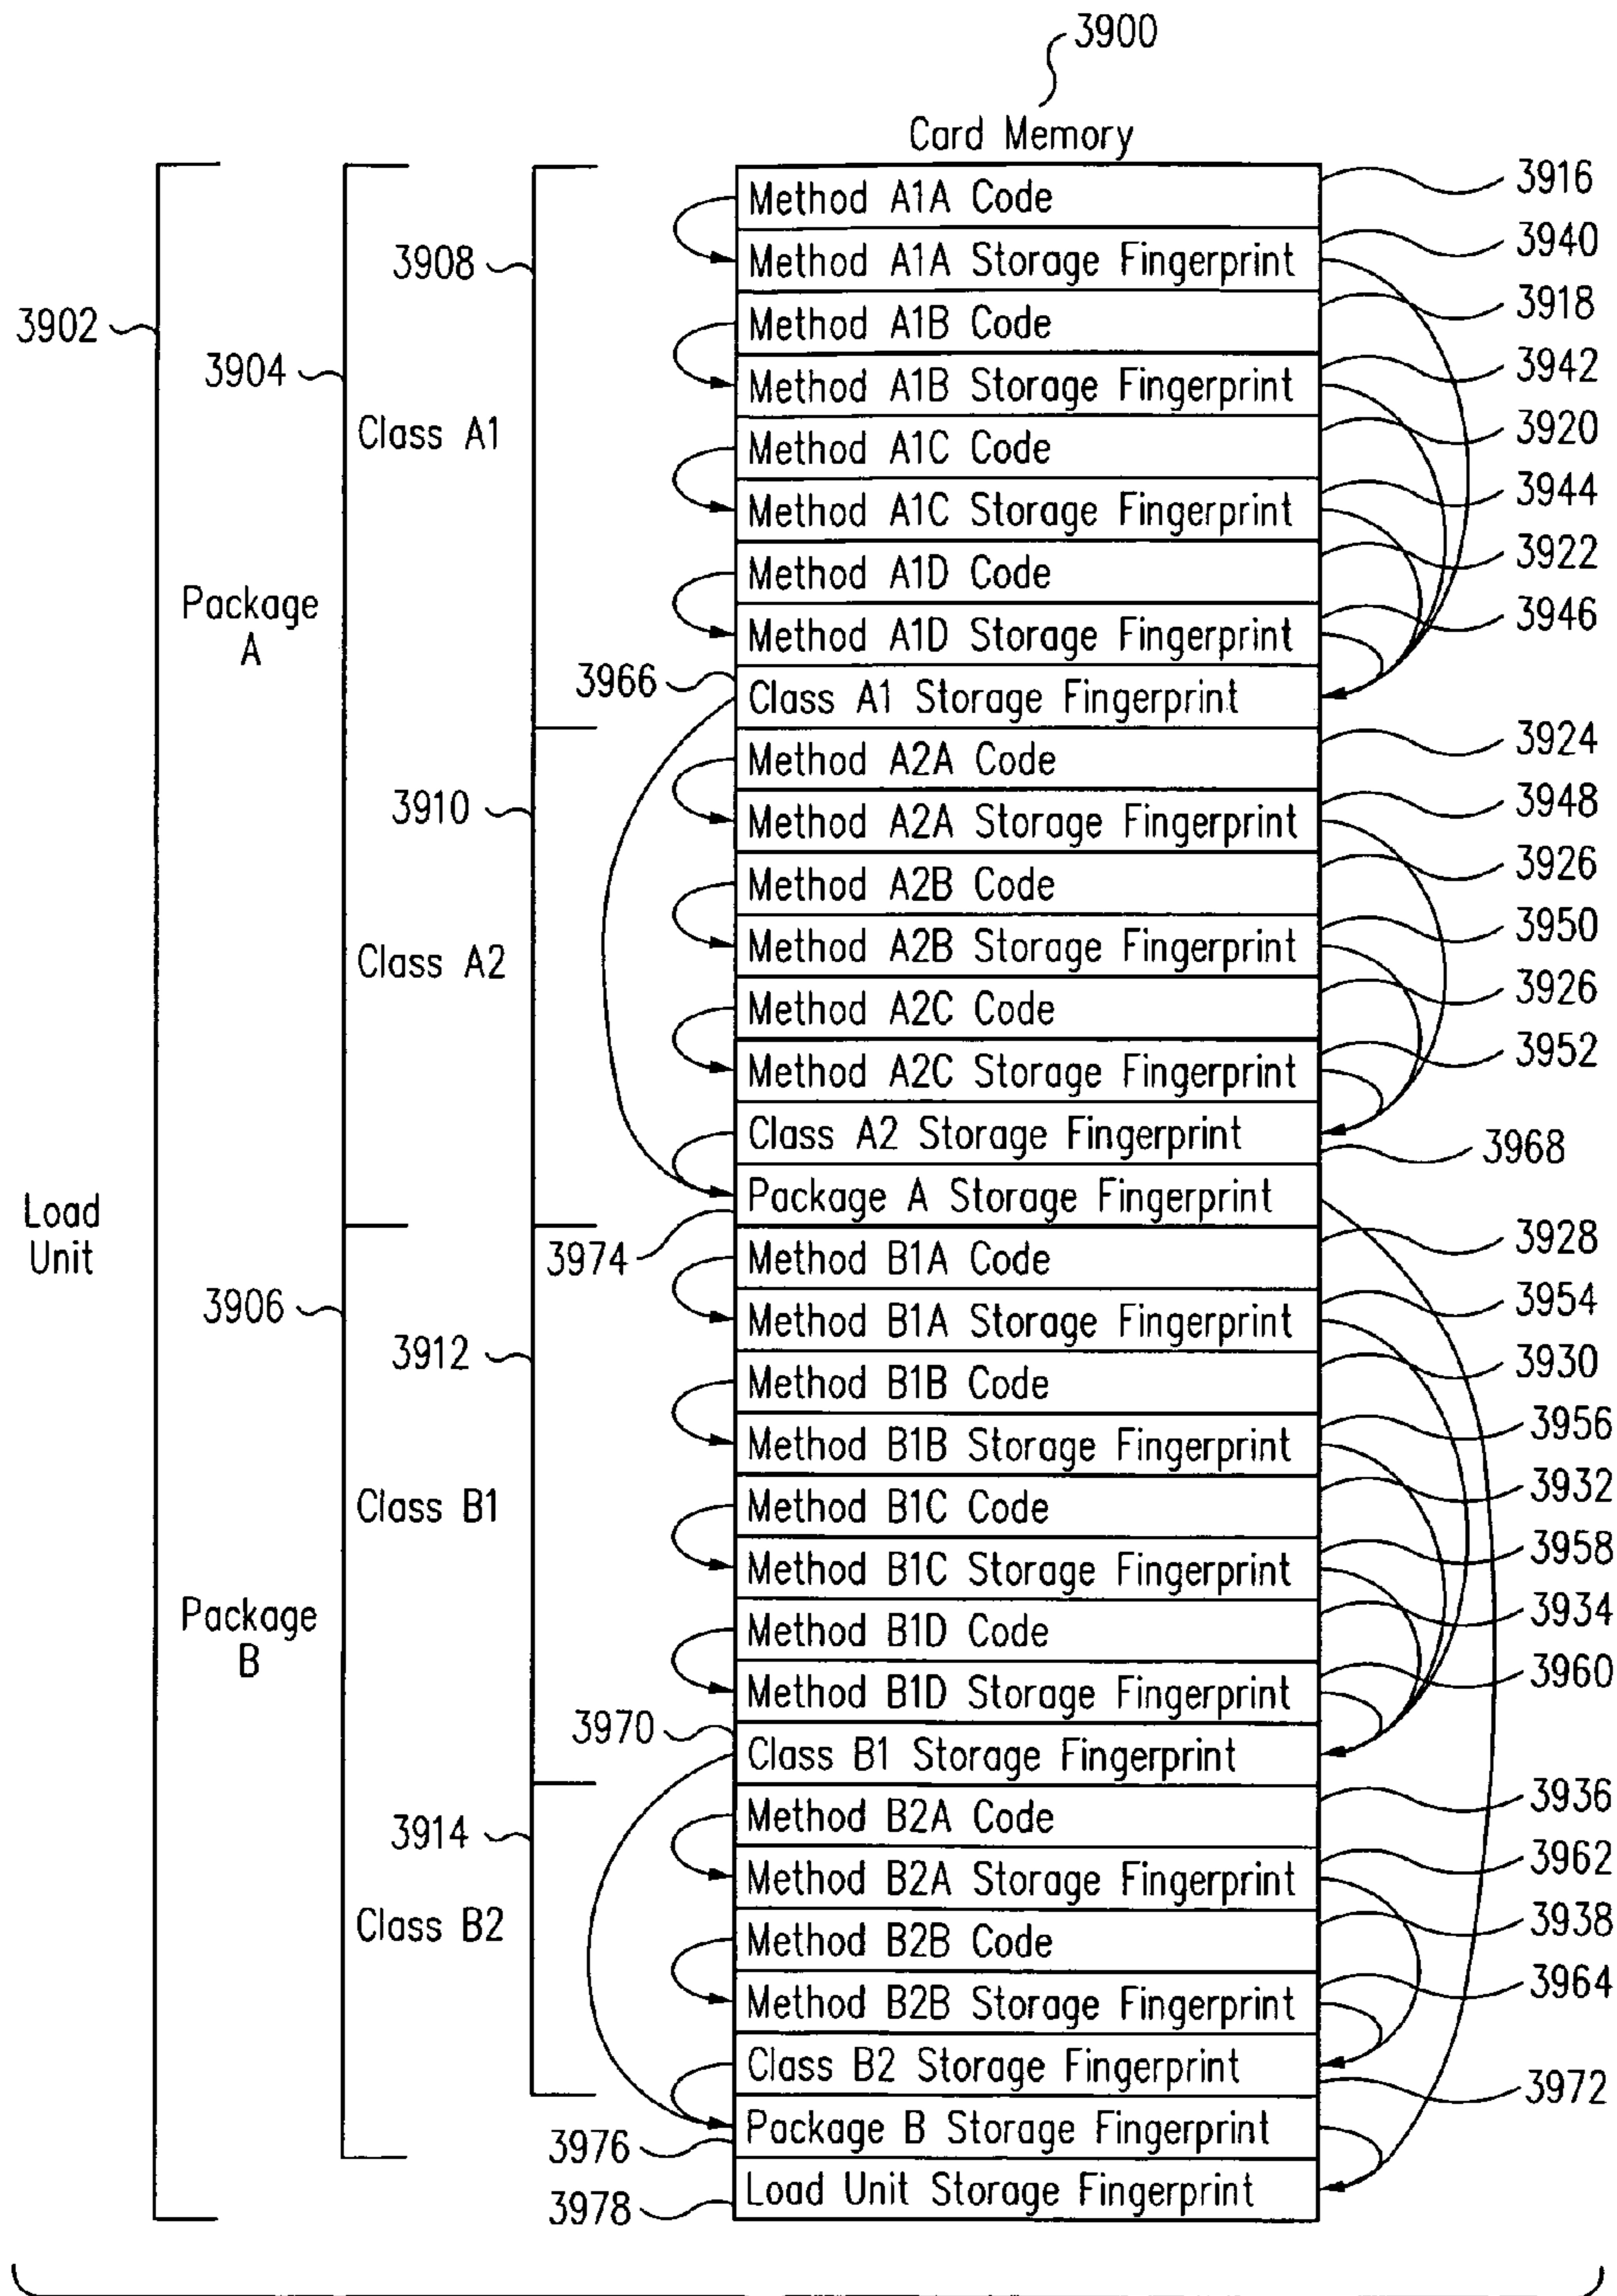 3900
Card Memory
Method A1A Code
3916
Method A1A Storage Fingerprint
3940
3908
Method A1B Code
3918
3902
Method A1B Storage Fingerprint
3942
3904
Class A1
Method A1C Code
3920
Method A1C Storage Fingerprint
3944
Method A1D Code
3922
Package
A
Method A1D Storage Fingerprint
3946
3966
Class A1 Storage Fingerprint
Method A2A Code
3924
3910
Method A2A Storage Fingerprint
3948
Method A2B Code
3926
Class A2
Method A2B Storage Fingerprint
3950
Method A2C Code
3926
Method A2C Storage Fingerprint
3952
Class A2 Storage Fingerprint
3968
Load
Unit
Package A Storage Fingerprint
3974
Method B1A Code
3928
3906
Method B1A Storage Fingerprint
3954
3912
Method B1B Code
3930
Method B1B Storage Fingerprint
3956
Class B1
Method B1C Code
3932
Method B1C Storage Fingerprint
3958
Package
B
Method B1D Code
3934
Method B1D Storage Fingerprint
3960
3970
Class B1 Storage Fingerprint
3914
Method B2A Code
3936
Method B2A Storage Fingerprint
3962
Class B2
Method B2B Code
3938
Method B2B Storage Fingerprint
3964
Class B2 Storage Fingerprint
3972
Package B Storage Fingerprint
3976
Load Unit Storage Fingerprint
3978